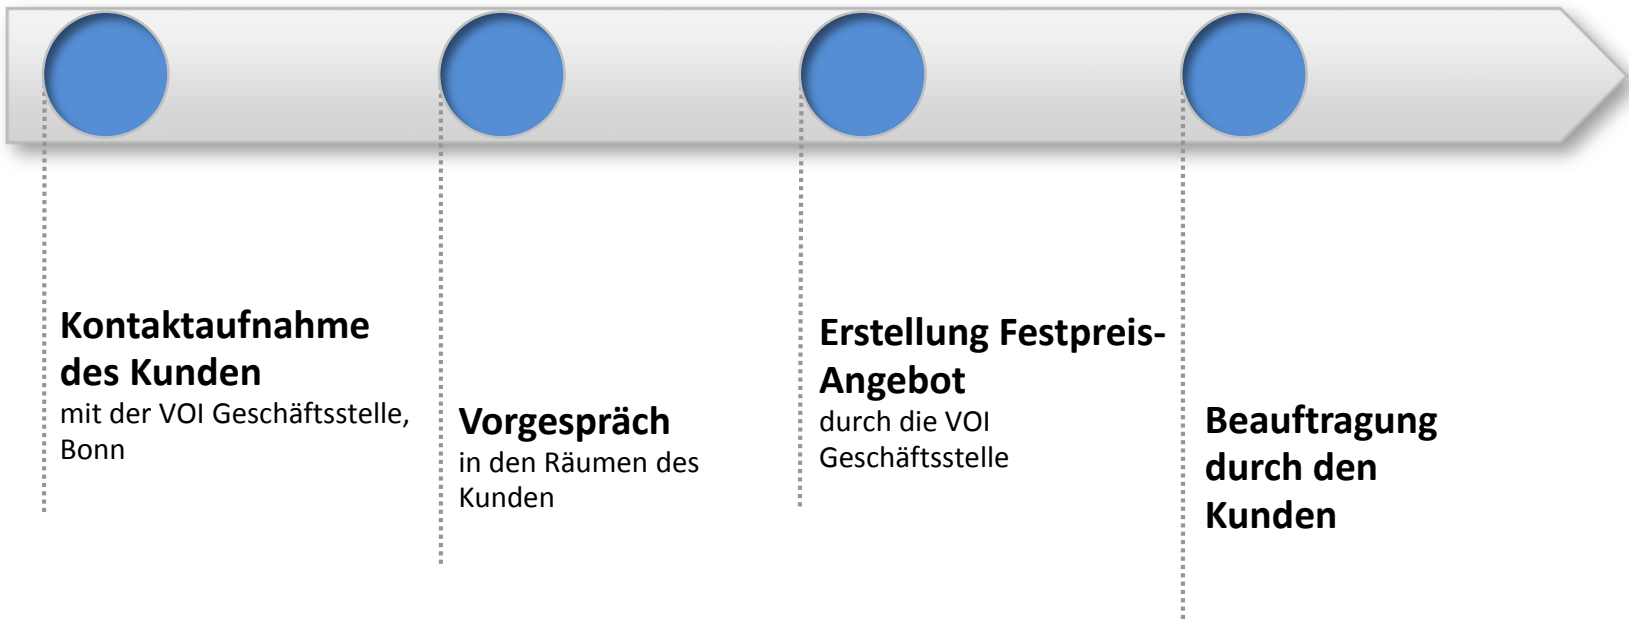 Kontaktaufnahme
des Kunden
mit der VOI Geschäftsstelle,
Bonn
Vorgespräch
in den Räumen des
Kunden
Erstellung Festpreis-
Angebot
durch die VOI
Geschäftsstelle
Beauftragung
durch den
Kunden